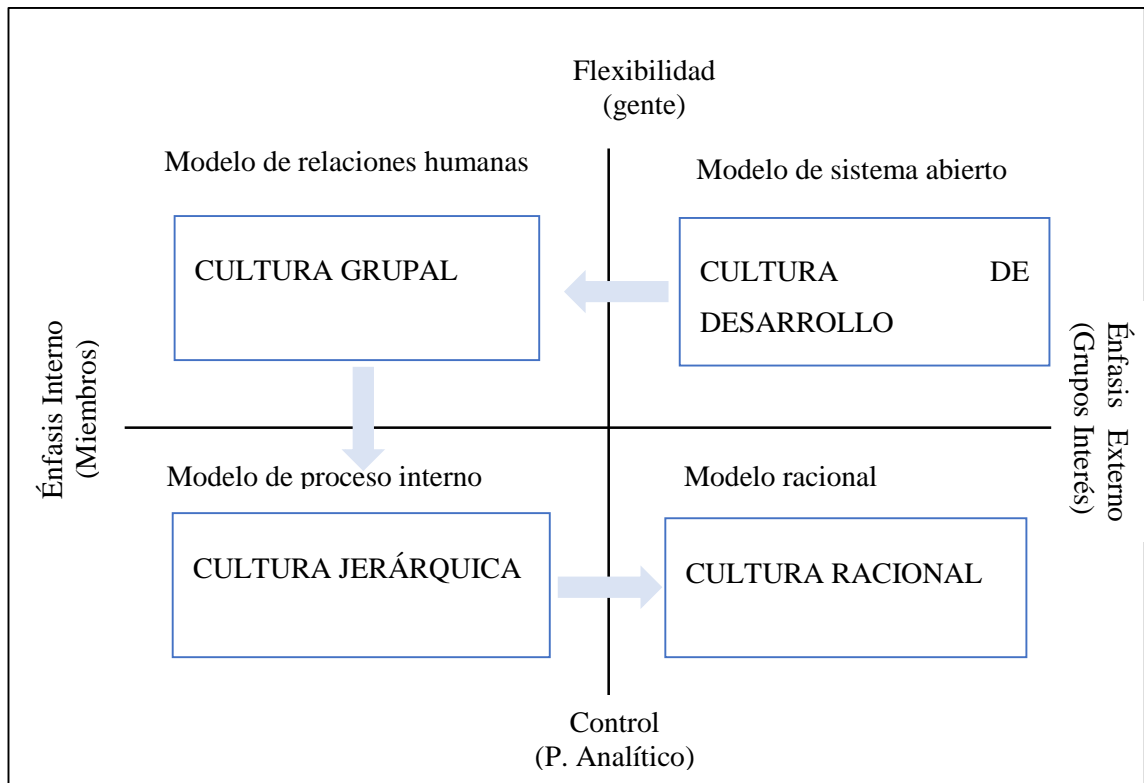 Flexibilidad
(gente)
Modelo de relaciones humanas
Modelo de sistema abierto
CULTURA GRUPAL
CULTURA DE
DESARROLLO
Énfasis Interno
(Miembros)
Énfasis Externo
(Grupos Interés)
Modelo de proceso interno
Modelo racional
CULTURA JERÁRQUICA
CULTURA RACIONAL
Control
(P. Analítico)